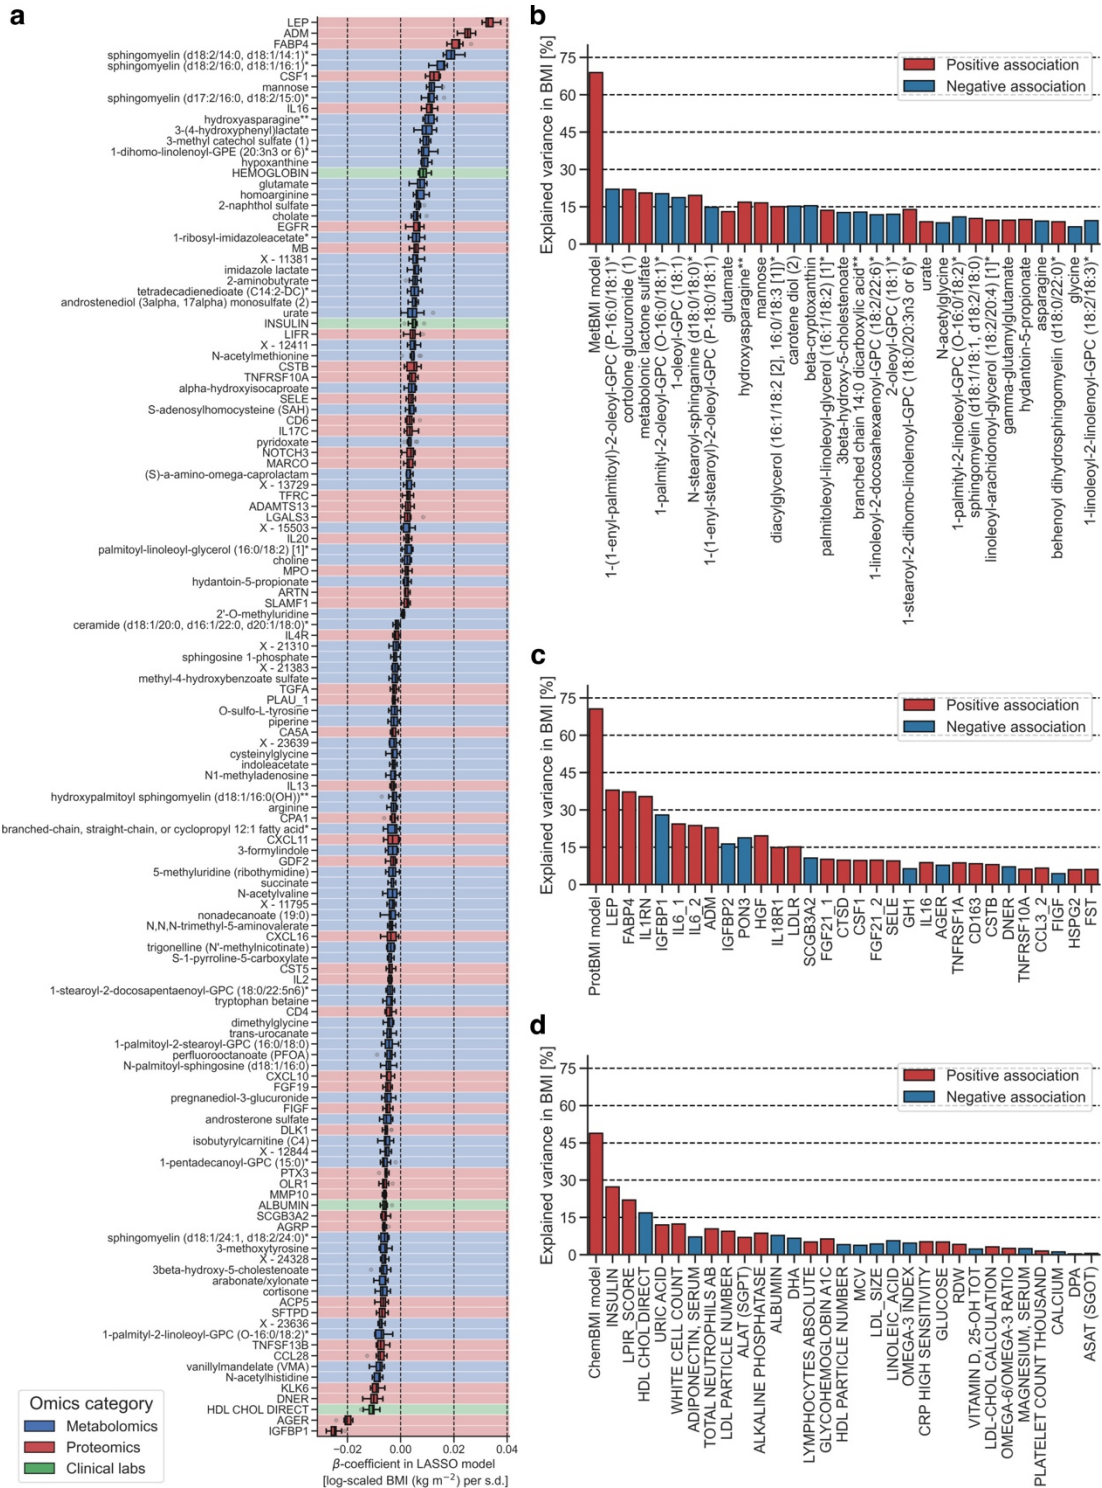 a
LEP
ADM
FABP4
sphingomyelin (d18:2/14:0, d18:1/14:1)*
sphingomyelin (d18:2/16:0, d18:1/16:1)*
CSF1
mannose
sphingomyelin (d17:2/16:0, d18:2/15:0)*
IL16
hydroxyasparagine**
3-(4-hydroxyphenyl)lactate
3-methyl catechol sulfate (1)
1-dihomo-linolenoyl-GPE (20:3n3 or 6)*
hypoxanthine
HEMOGLOBIN
glutamate
homoarginine
2-naphthol sulfate
cholate
EGFR
1-ribosyl-imidazoleacetate*
MB
X - 11381
imidazole lactate
2-aminobutyrate
tetradecadienedioate (C14:2-DC)*
androstenediol (3alpha, 17alpha) monosulfate (2)
urate
INSULIN
LIFR
X - 12411
N-acetylmethionine
CSTB
TNFRSF10A
alpha-hydroxyisocaproate
SELE
S-adenosylhomocysteine (SAH)
CD6
IL17C
pyridoxate
NOTCH3
MARCO
(S)-a-amino-omega-caprolactam
X - 13729
TFRC
ADAMTS13
LGALS3
X - 15503
IL20
palmitoyl-linoleoyl-glycerol (16:0/18:2) [1]*
choline
MPO
hydantoin-5-propionate
ARTN
SLAMF1
2'-O-methyluridine
ceramide (d18:1/20:0, d16:1/22:0, d20:1/18:0)*
IL4R
X - 21310
sphingosine 1-phosphate
X - 21383
methyl-4-hydroxybenzoate sulfate
TGFA
PLAU_1
O-sulfo-L-tyrosine
piperine
CA5A
X - 23639
cysteinylglycine
indoleacetate
N1-methyladenosine
IL13
hydroxypalmitoyl sphingomyelin (d18:1/16:0(OH))**
arginine
CPA1
branched-chain, straight-chain, or cyclopropyl 12:1 fatty acid*
CXCL11
3-formylindole
GDF2
5-methyluridine (ribothymidine)
succinate
N-acetylvaline
X - 11795
nonadecanoate (19:0)
N,N,N-trimethyl-5-aminovalerate
CXCL16
trigonelline (N'-methylnicotinate)
S-1-pyrroline-5-carboxylate
CST5
IL2
1-stearoyl-2-docosapentaenoyl-GPC (18:0/22:5n6)*
tryptophan betaine
CD4
dimethylglycine
trans-urocanate
1-palmitoyl-2-stearoyl-GPC (16:0/18:0)
perfluorooctanoate (PFOA)
N-palmitoyl-sphingosine (d18:1/16:0)
CXCL10
FGF19
pregnanediol-3-glucuronide
FIGF
androsterone sulfate
DLK1
isobutyrylcarnitine (C4)
X - 12844
1-pentadecanoyl-GPC (15:0)*
PTX3
OLR1
MMP10
ALBUMIN
SCGB3A2
AGRP
sphingomyelin (d18:1/24:1, d18:2/24:0)*
3-methoxytyrosine
X - 24328
3beta-hydroxy-5-cholestenoate
arabonate/xylonate
cortisone
ACP5
SFTPD
X - 23636
1-palmityl-2-linoleoyl-GPC (O-16:0/18:2)*
TNFSF13B
CCL28
vanillylmandelate (VMA)
N-acetylhistidine
KLK6
DNER
HDL CHOL DIRECT
AGER
IGFBP1
−0.02 0.00 0.02 0.04
β-coefficient in LASSO model
[log-scaled BMI (kg m⁻²) per s.d.]
Omics category
Metabolomics
Proteomics
Clinical labs
b
Explained variance in BMI [%]
75
60
45
30
15
0
Positive association
Negative association
MetBMI model
1-(1-enyl-palmitoyl)-2-oleoyl-GPC (P-16:0/18:1)*
cortolone glucuronide (1)
metabolonic lactone sulfate
1-palmityl-2-oleoyl-GPC (O-16:0/18:1)*
1-oleoyl-GPC (18:1)
N-stearoyl-sphinganine (d18:0/18:0)*
1-(1-enyl-stearoyl)-2-oleoyl-GPC (P-18:0/18:1)
glutamate
hydroxyasparagine**
mannose
diacylglycerol (16:1/18:2 [2], 16:0/18:3 [1])*
carotene diol (2)
beta-cryptoxanthin
palmitoleoyl-linoleoyl-glycerol (16:1/18:2) [1]*
3beta-hydroxy-5-cholestenoate
branched chain 14:0 dicarboxylic acid**
1-linoleoyl-2-docosahexaenoyl-GPC (18:2/22:6)*
2-oleoyl-GPC (18:1)*
1-stearoyl-2-dihomo-linolenoyl-GPC (18:0/20:3n3 or 6)*
urate
N-acetylglycine
1-palmityl-2-linoleoyl-GPC (O-16:0/18:2)*
sphingomyelin (d18:1/18:1, d18:2/18:0)
linoleoyl-arachidonoyl-glycerol (18:2/20:4) [1]*
gamma-glutamylglutamate
hydantoin-5-propionate
asparagine
behenoyl dihydrosphingomyelin (d18:0/22:0)*
glycine
1-linoleoyl-2-linolenoyl-GPC (18:2/18:3)*
c
Explained variance in BMI [%]
75
60
45
30
15
0
Positive association
Negative association
ProtBMI model
LEP
FABP4
IL1RN
IGFBP1
IL6_1
IL6_2
ADM
IGFBP2
PON3
HGF
IL18R1
LDLR
SCGB3A2
FGF21_1
CTSD
CSF1
FGF21_2
SELE
GH1
IL16
AGER
TNFRSF1A
CD163
CSTB
DNER
TNFRSF10A
CCL3_2
FIGF
HSPG2
FST
d
Explained variance in BMI [%]
75
60
45
30
15
0
Positive association
Negative association
ChemBMI model
INSULIN
LPIR_SCORE
HDL CHOL DIRECT
URIC ACID
WHITE CELL COUNT
ADIPONECTIN, SERUM
TOTAL NEUTROPHILS AB
LDL PARTICLE NUMBER
ALAT (SGPT)
ALKALINE PHOSPHATASE
ALBUMIN
DHA
LYMPHOCYTES ABSOLUTE
GLYCOHEMOGLOBIN A1C
HDL PARTICLE NUMBER
MCV
LDL_SIZE
LINOLEIC_ACID
OMEGA-3 INDEX
CRP HIGH SENSITIVITY
GLUCOSE
RDW
VITAMIN D, 25-OH TOT
LDL-CHOL CALCULATION
OMEGA-6/OMEGA-3 RATIO
MAGNESIUM, SERUM
PLATELET COUNT THOUSAND
CALCIUM
DPA
ASAT (SGOT)